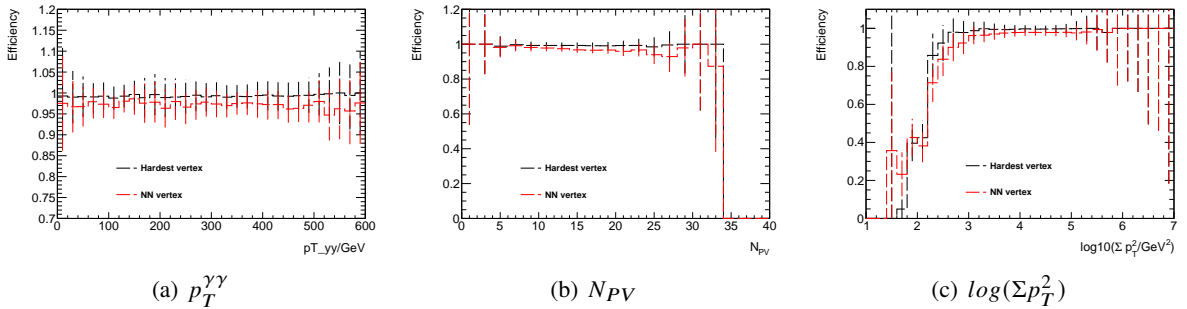 Efficiency
1.2
1.15
1.1
1.05
1
0.95
0.9
0.85
0.8
0.75
0.7
Hardest vertex
NN vertex
0 100 200 300 400 500 600
pT_yy/GeV
(a) $p_T^{\gamma\gamma}$
Efficiency
1.2
1
0.8
0.6
0.4
0.2
0
Hardest vertex
NN vertex
0 5 10 15 20 25 30 35 40
N_{PV}
(b) $N_{PV}$
Efficiency
1.2
1
0.8
0.6
0.4
0.2
0
Hardest vertex
NN vertex
1 2 3 4 5 6 7
log10(Σ p_T^2/GeV^2)
(c) $log(\Sigma p_T^2)$